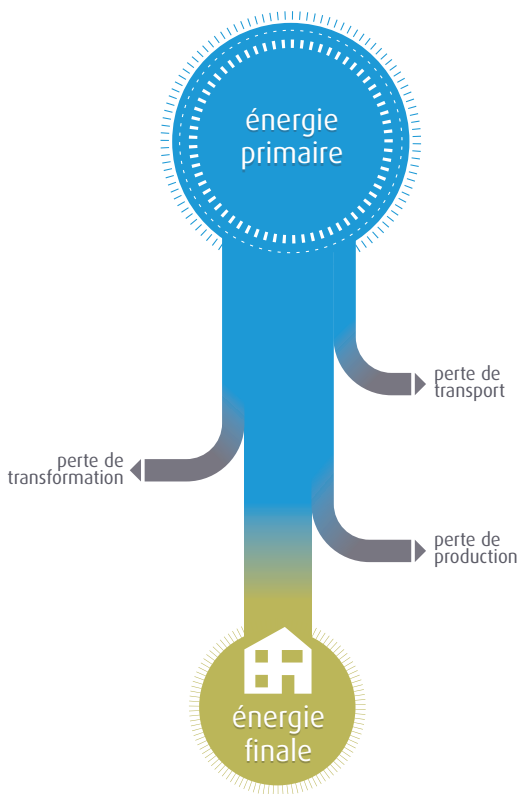 énergie
primaire
perte de
transport
perte de
transformation
perte de
production
énergie
finale